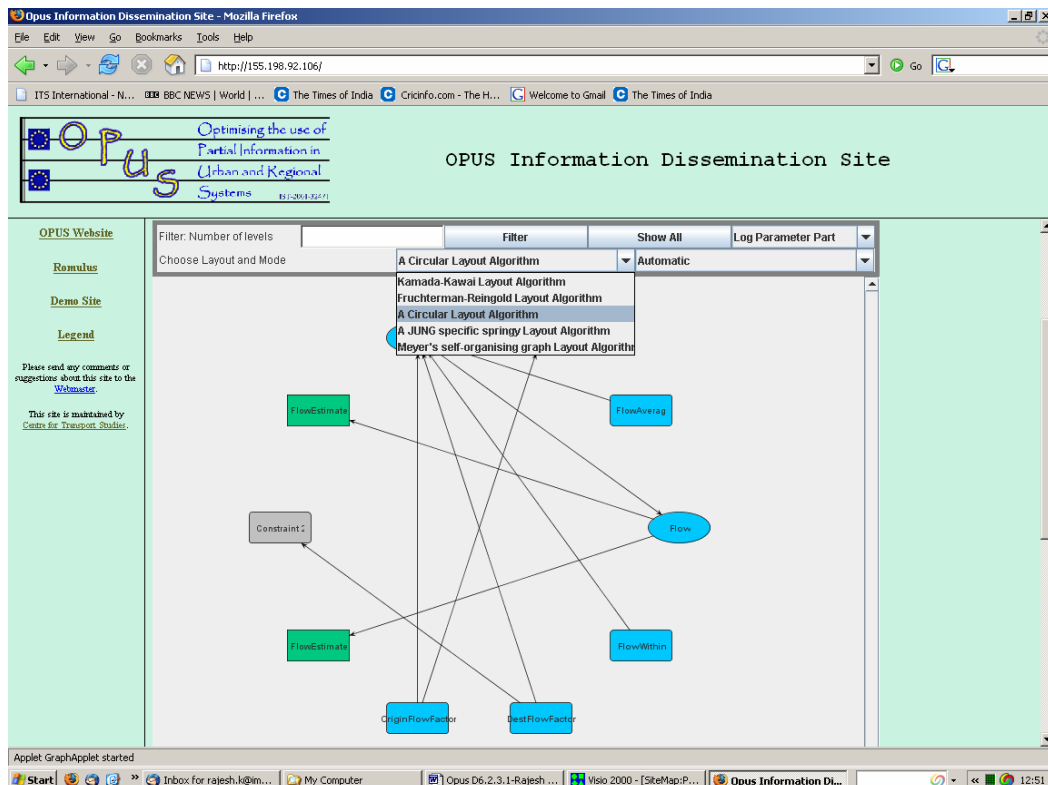 Opus Information Dissemination Site - Mozilla Firefox
File Edit View Go Bookmarks Tools Help
http://155.198.92.106/
Go
G
ITS International - N... BBC NEWS | World | ... The Times of India Cricinfo.com - The H... Welcome to Gmail The Times of India
OPUS
Optimising the use of
Partial Information in
Urban and Regional
Systems IST-2001-32471
OPUS Information Dissemination Site
OPUS Website
Romulus
Demo Site
Legend
Please send any comments or
suggestions about this site to the
Webmaster.
This site is maintained by
Centre for Transport Studies.
Filter: Number of levels Filter Show All Log Parameter Part
Choose Layout and Mode A Circular Layout Algorithm Automatic
Kamada-Kawai Layout Algorithm
Fruchterman-Reingold Layout Algorithm
A Circular Layout Algorithm
A JUNG specific springy Layout Algorithm
Meyer's self-organising graph Layout Algorithm
FlowEstimate
FlowAverag
Constraint 2
Flow
FlowEstimate
FlowWithin
OriginFlowFactor
DestFlowFactor
Applet GraphApplet started
Start Inbox for rajesh.k@im... My Computer Opus D6.2.3.1-Rajesh ... Visio 2000 - [SiteMap:P... Opus Information Di... 12:51